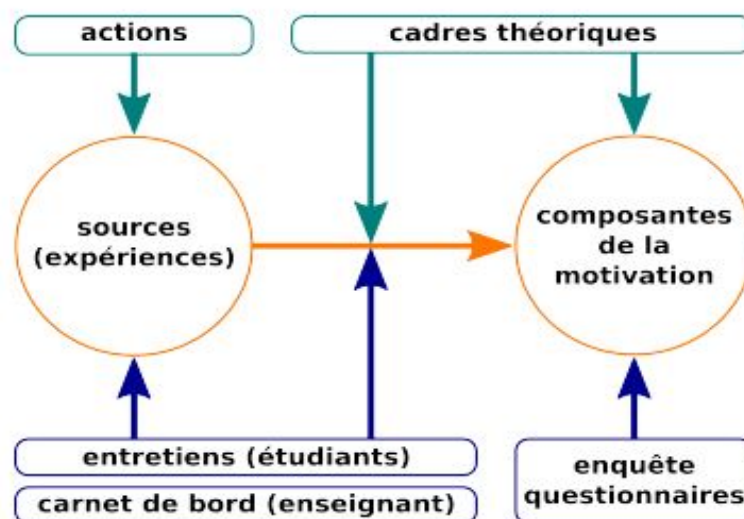 actions
cadres théoriques
sources
(expériences)
composantes
de la
motivation
entretiens (étudiants)
carnet de bord (enseignant)
enquête
questionnaires